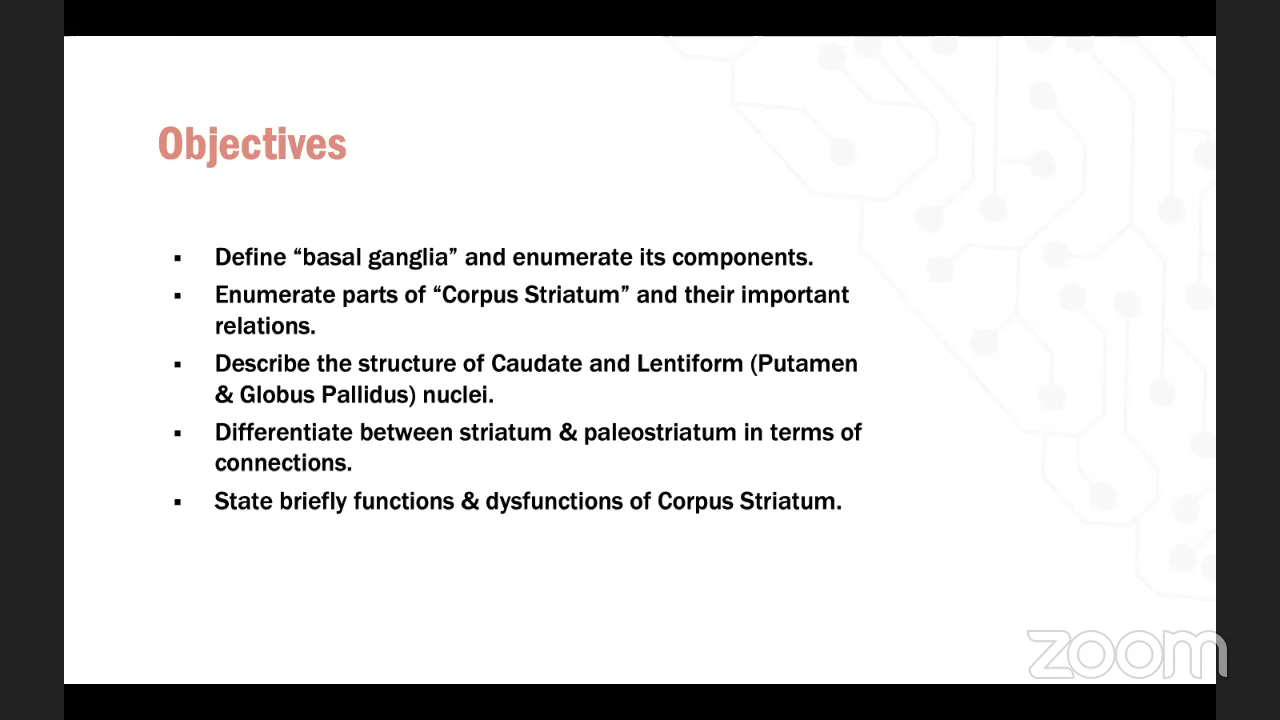 Objectives
▪ Define “basal ganglia” and enumerate its components.
▪ Enumerate parts of “Corpus Striatum” and their important
relations.
▪ Describe the structure of Caudate and Lentiform (Putamen
& Globus Pallidus) nuclei.
▪ Differentiate between striatum & paleostriatum in terms of
connections.
▪ State briefly functions & dysfunctions of Corpus Striatum.
zoom